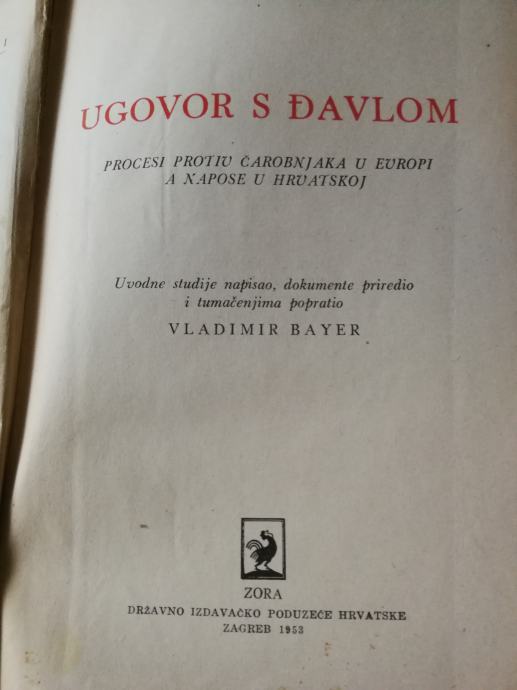 UGOVOR S ĐAVLOM
PROCESI PROTIV ČAROBNJAKA U EVROPI
A NAPOSE U HRVATSKOJ
Uvodne studije napisao, dokumente priredio
i tumačenjima popratio
VLADIMIR BAYER
ZORA
DRŽAVNO IZDAVAČKO PODUZEĆE HRVATSKE
ZAGREB 1953